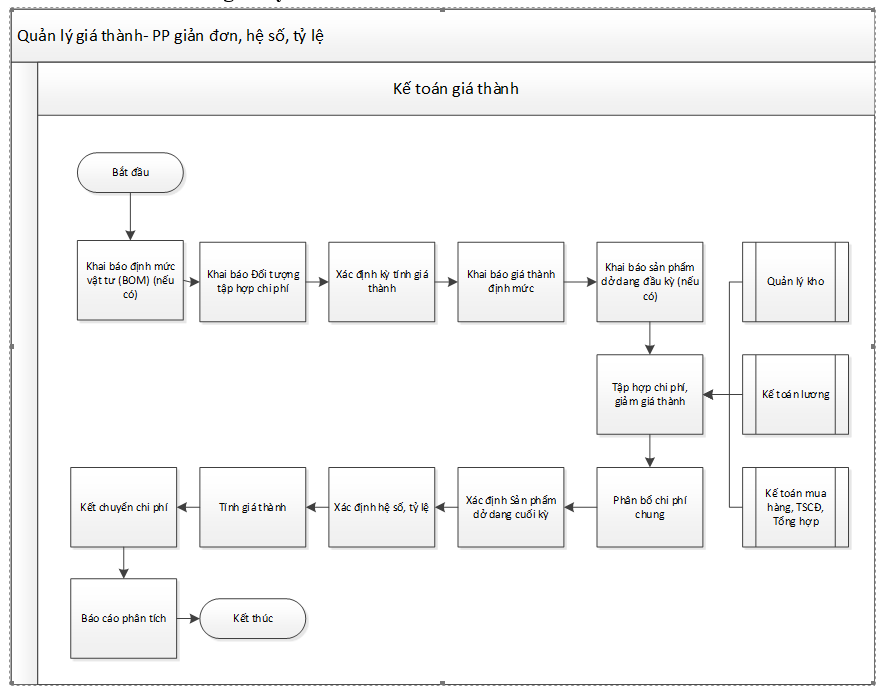 Quản lý giá thành- PP giản đơn, hệ số, tỷ lệ
Kế toán giá thành
Bắt đầu
Khai báo định mức
vật tư (BOM) (nếu
có)
Khai báo Đối tượng
tập hợp chi phí
Xác định kỳ tính giá
thành
Khai báo giá thành
định mức
Khai báo sản phẩm
dở dang đầu kỳ (nếu
có)
Quản lý kho
Tập hợp chi phí,
giảm giá thành
Kế toán lương
Kết chuyển chi phí
Tính giá thành
Xác định hệ số, tỷ lệ
Xác định Sản phẩm
dở dang cuối kỳ
Phân bổ chi phí
chung
Kế toán mua
hàng, TSCĐ,
Tổng hợp
Báo cáo phân tích
Kết thúc